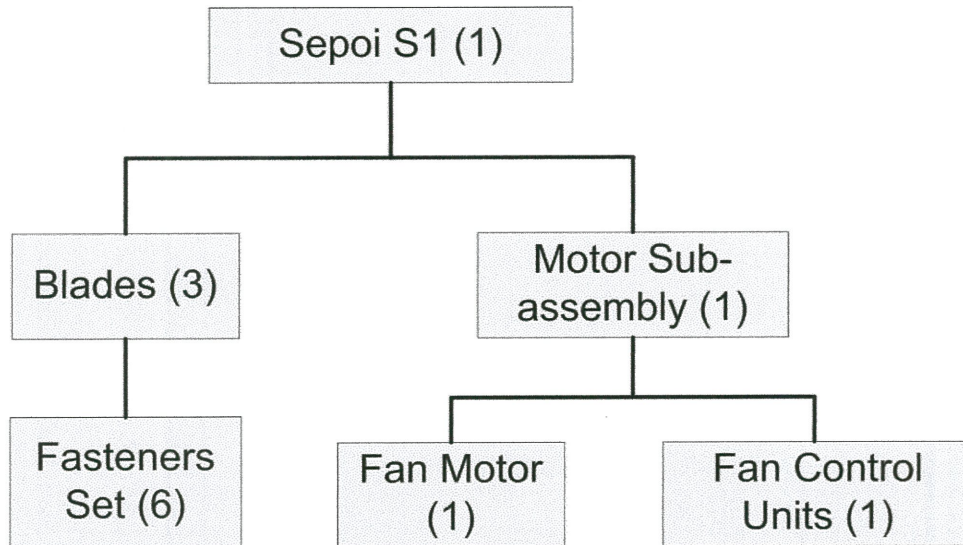 Sepoi S1 (1)
Blades (3)
Motor Sub-
assembly (1)
Fasteners
Set (6)
Fan Motor
(1)
Fan Control
Units (1)